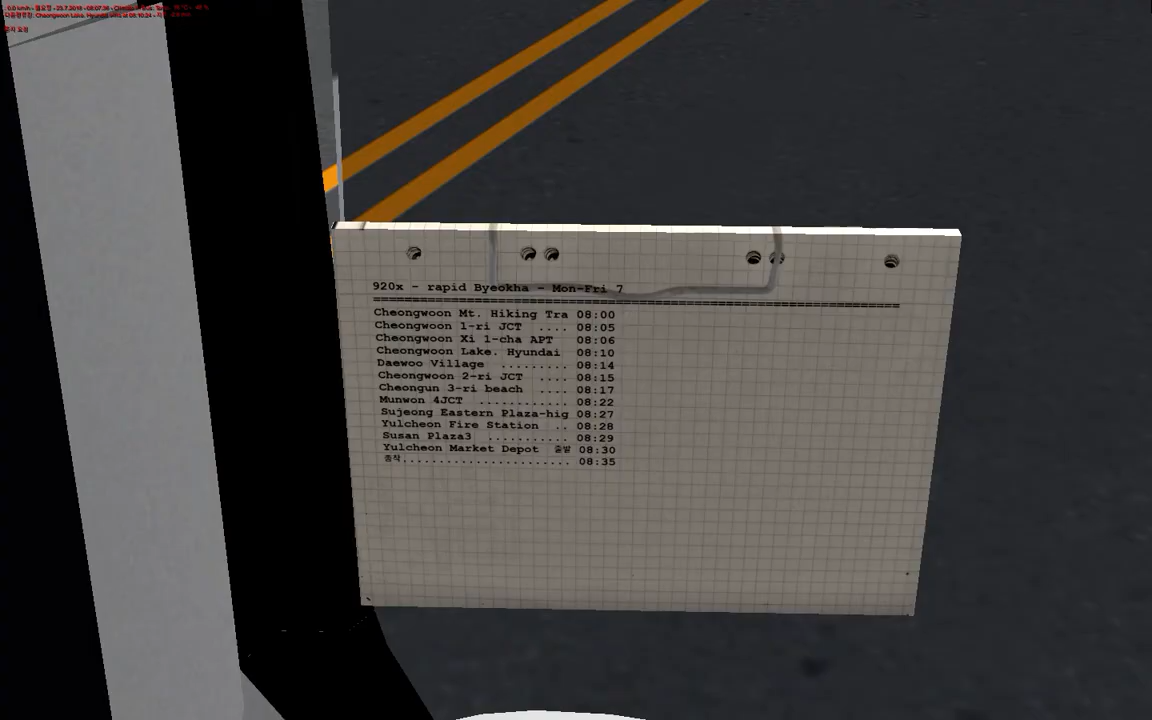 920x - rapid Byeokha - Mon-Fri 7
Cheongwoon Mt. Hiking Tra 08:00
Cheongwoon 1-ri JCT .... 08:05
Cheongwoon Xi 1-cha APT 08:06
Cheongwoon Lake. Hyundai 08:10
Daewoo Village ......... 08:14
Cheongwoon 2-ri JCT .... 08:15
Cheongun 3-ri beach .... 08:17
Munwon 4JCT ............ 08:22
Sujeong Eastern Plaza-hig 08:27
Yulcheon Fire Station .. 08:28
Susan Plaza3 ........... 08:29
Yulcheon Market Depot 출발 08:30
종착....................... 08:35